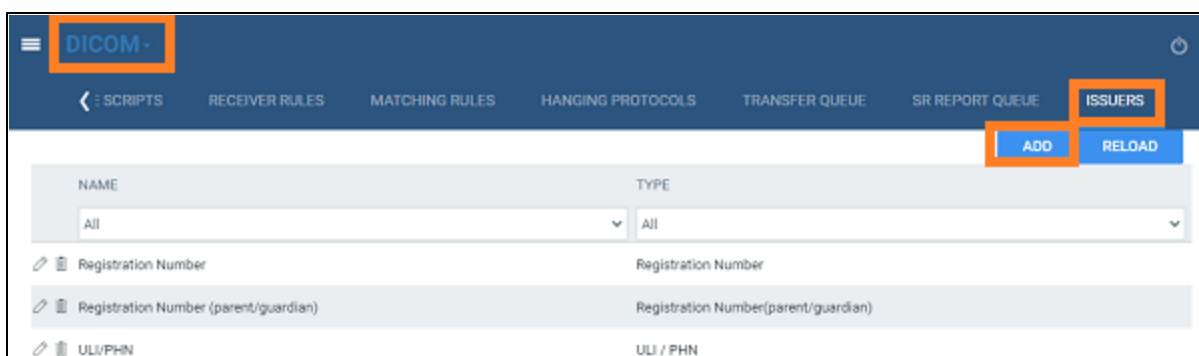 DICOM
SCRIPTS RECEIVER RULES MATCHING RULES HANGING PROTOCOLS TRANSFER QUEUE SR REPORT QUEUE ISSUERS
ADD RELOAD
NAME TYPE
All All
Registration Number Registration Number
Registration Number (parent/guardian) Registration Number(parent/guardian)
ULI/PHN ULI / PHN